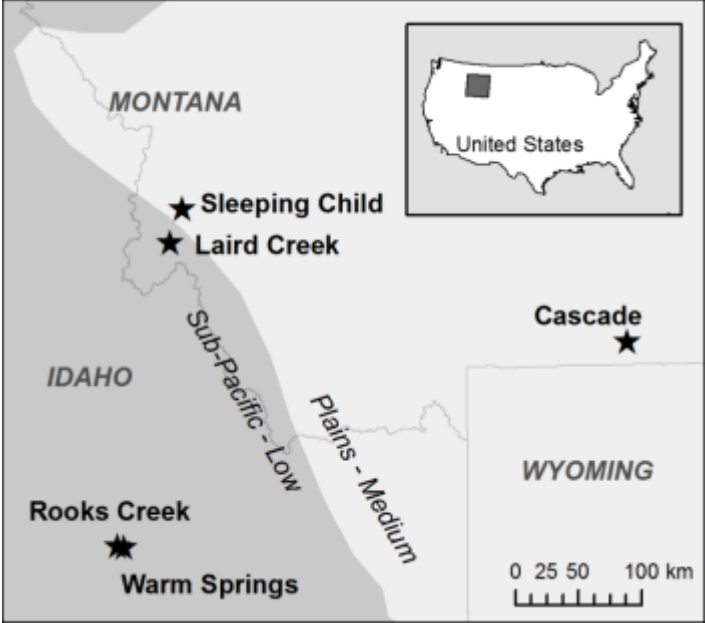 MONTANA
United States
Sleeping Child
Laird Creek
Cascade
IDAHO
Sub-Pacific - Low
Plains - Medium
WYOMING
Rooks Creek
Warm Springs
0 25 50 100 km